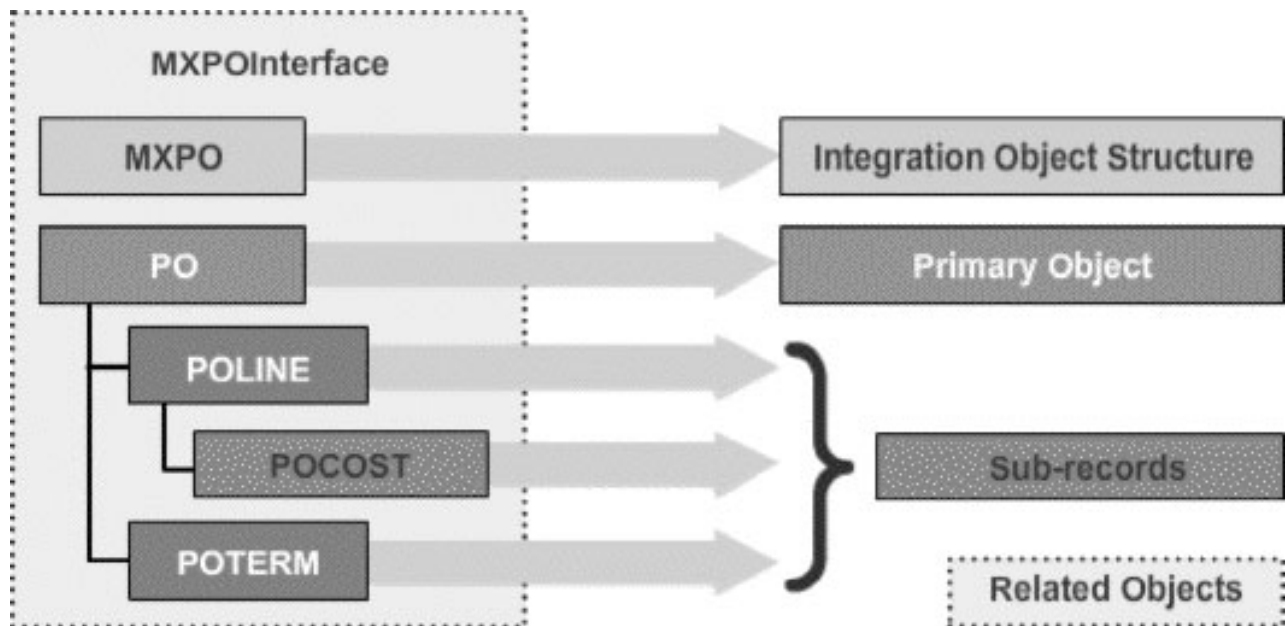 MXPOInterface
MXPO
Integration Object Structure
PO
Primary Object
POLINE
POCOST
Sub-records
POTERM
Related Objects